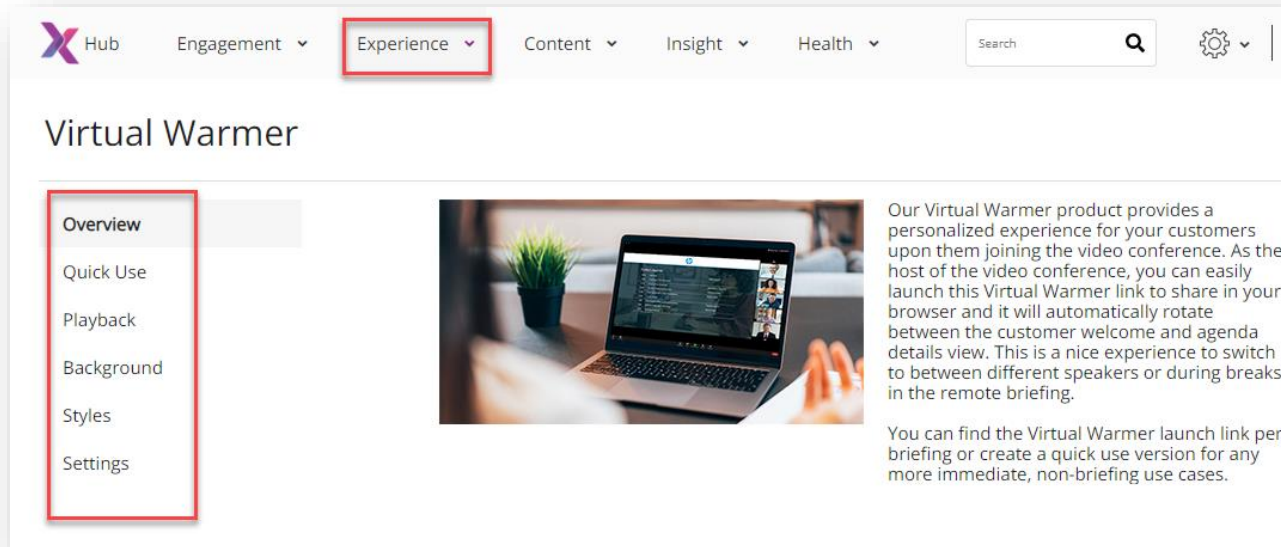 Hub
Engagement
Experience
Content
Insight
Health
Search
Virtual Warmer
Overview
Quick Use
Playback
Background
Styles
Settings
Our Virtual Warmer product provides a
personalized experience for your customers
upon them joining the video conference. As the
host of the video conference, you can easily
launch this Virtual Warmer link to share in your
browser and it will automatically rotate
between the customer welcome and agenda
details view. This is a nice experience to switch
to between different speakers or during breaks
in the remote briefing.
You can find the Virtual Warmer launch link per
briefing or create a quick use version for any
more immediate, non-briefing use cases.